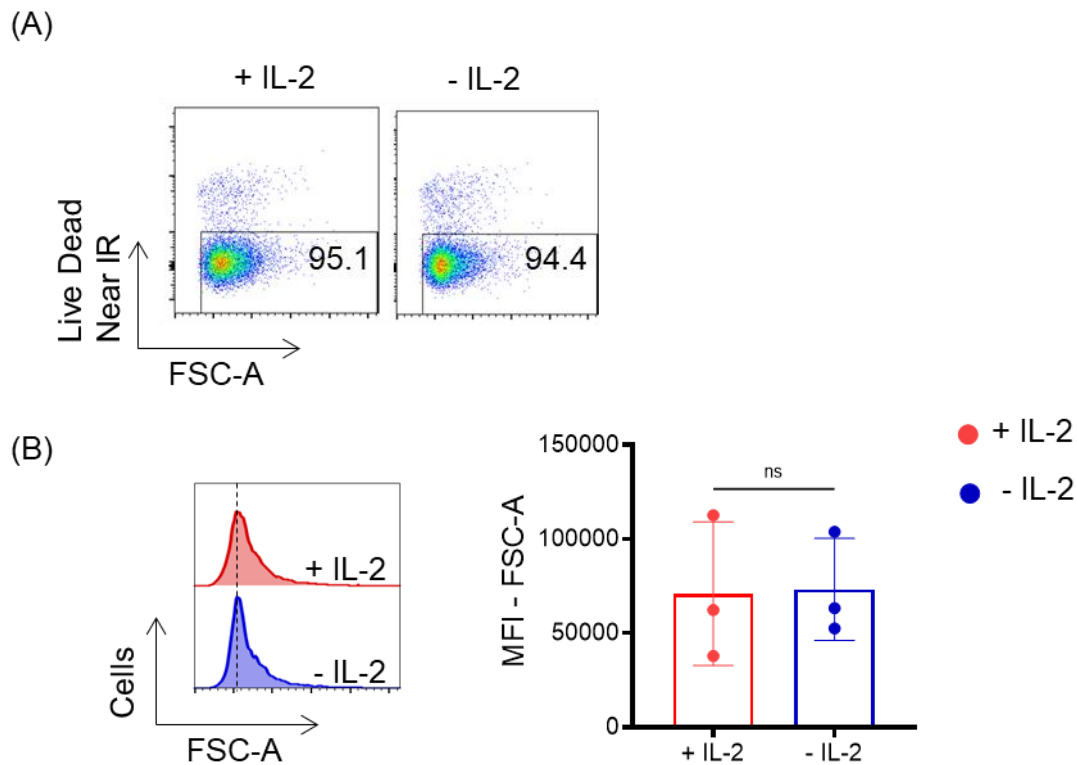 (A)
+ IL-2
- IL-2
Live Dead
Near IR
95.1
94.4
FSC-A
(B)
Cells
+ IL-2
- IL-2
FSC-A
MFI - FSC-A
150000
100000
50000
0
ns
+ IL-2
- IL-2
+ IL-2
- IL-2